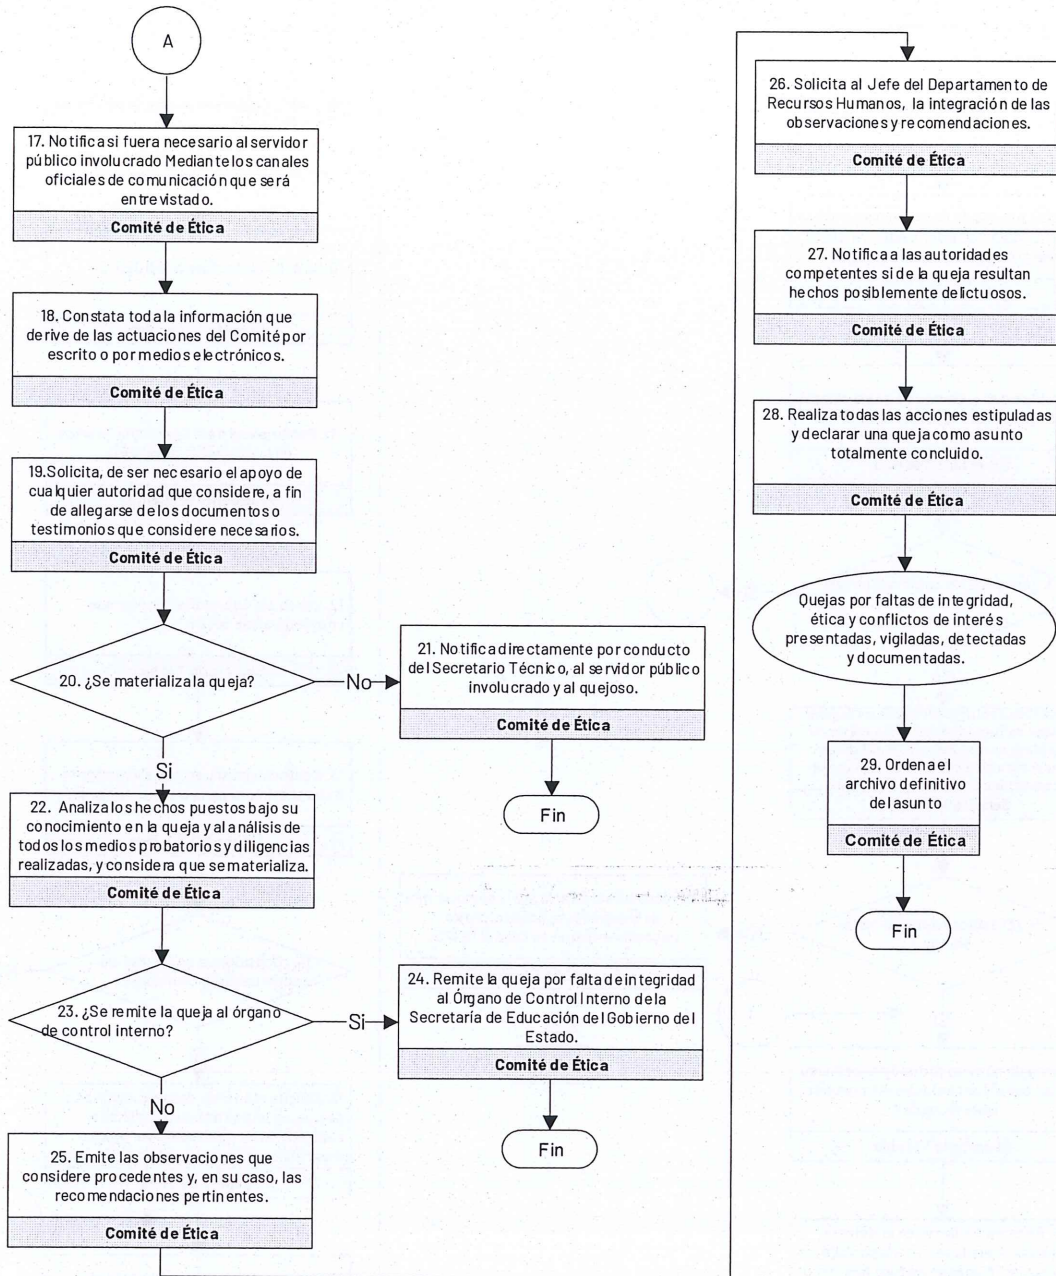 A
17. Notifica si fuera necesario al servidor
público involucrado Mediante los canales
oficiales de comunicación que será
entrevistado.
Comité de Ética
18. Constata toda la información que
derive de las actuaciones del Comité por
escrito o por medios electrónicos.
Comité de Ética
19.Solicita, de ser necesario el apoyo de
cualquier autoridad que considere, a fin
de allegarse de los documentos o
testimonios que considere necesarios.
Comité de Ética
20. ¿Se materializa la queja?
No
21. Notifica directamente por conducto
del Secretario Técnico, al servidor público
involucrado y al quejoso.
Comité de Ética
Fin
Si
22. Analiza los hechos puestos bajo su
conocimiento en la queja y al análisis de
todos los medios probatorios y diligencias
realizadas, y considera que se materializa.
Comité de Ética
23. ¿Se remite la queja al órgano
de control interno?
Si
24. Remite la queja por falta de integridad
al Órgano de Control Interno de la
Secretaría de Educación del Gobierno del
Estado.
Comité de Ética
Fin
No
25. Emite las observaciones que
considere procedentes y, en su caso, las
recomendaciones pertinentes.
Comité de Ética
26. Solicita al Jefe del Departamento de
Recursos Humanos, la integración de las
observaciones y recomendaciones.
Comité de Ética
27. Notifica a las autoridades
competentes si de la queja resultan
hechos posiblemente delictuosos.
Comité de Ética
28. Realiza todas las acciones estipuladas
y declarar una queja como asunto
totalmente concluido.
Comité de Ética
Quejas por faltas de integridad,
ética y conflictos de interés
presentadas, vigiladas, detectadas
y documentadas.
29. Ordena el
archivo definitivo
del asunto
Comité de Ética
Fin